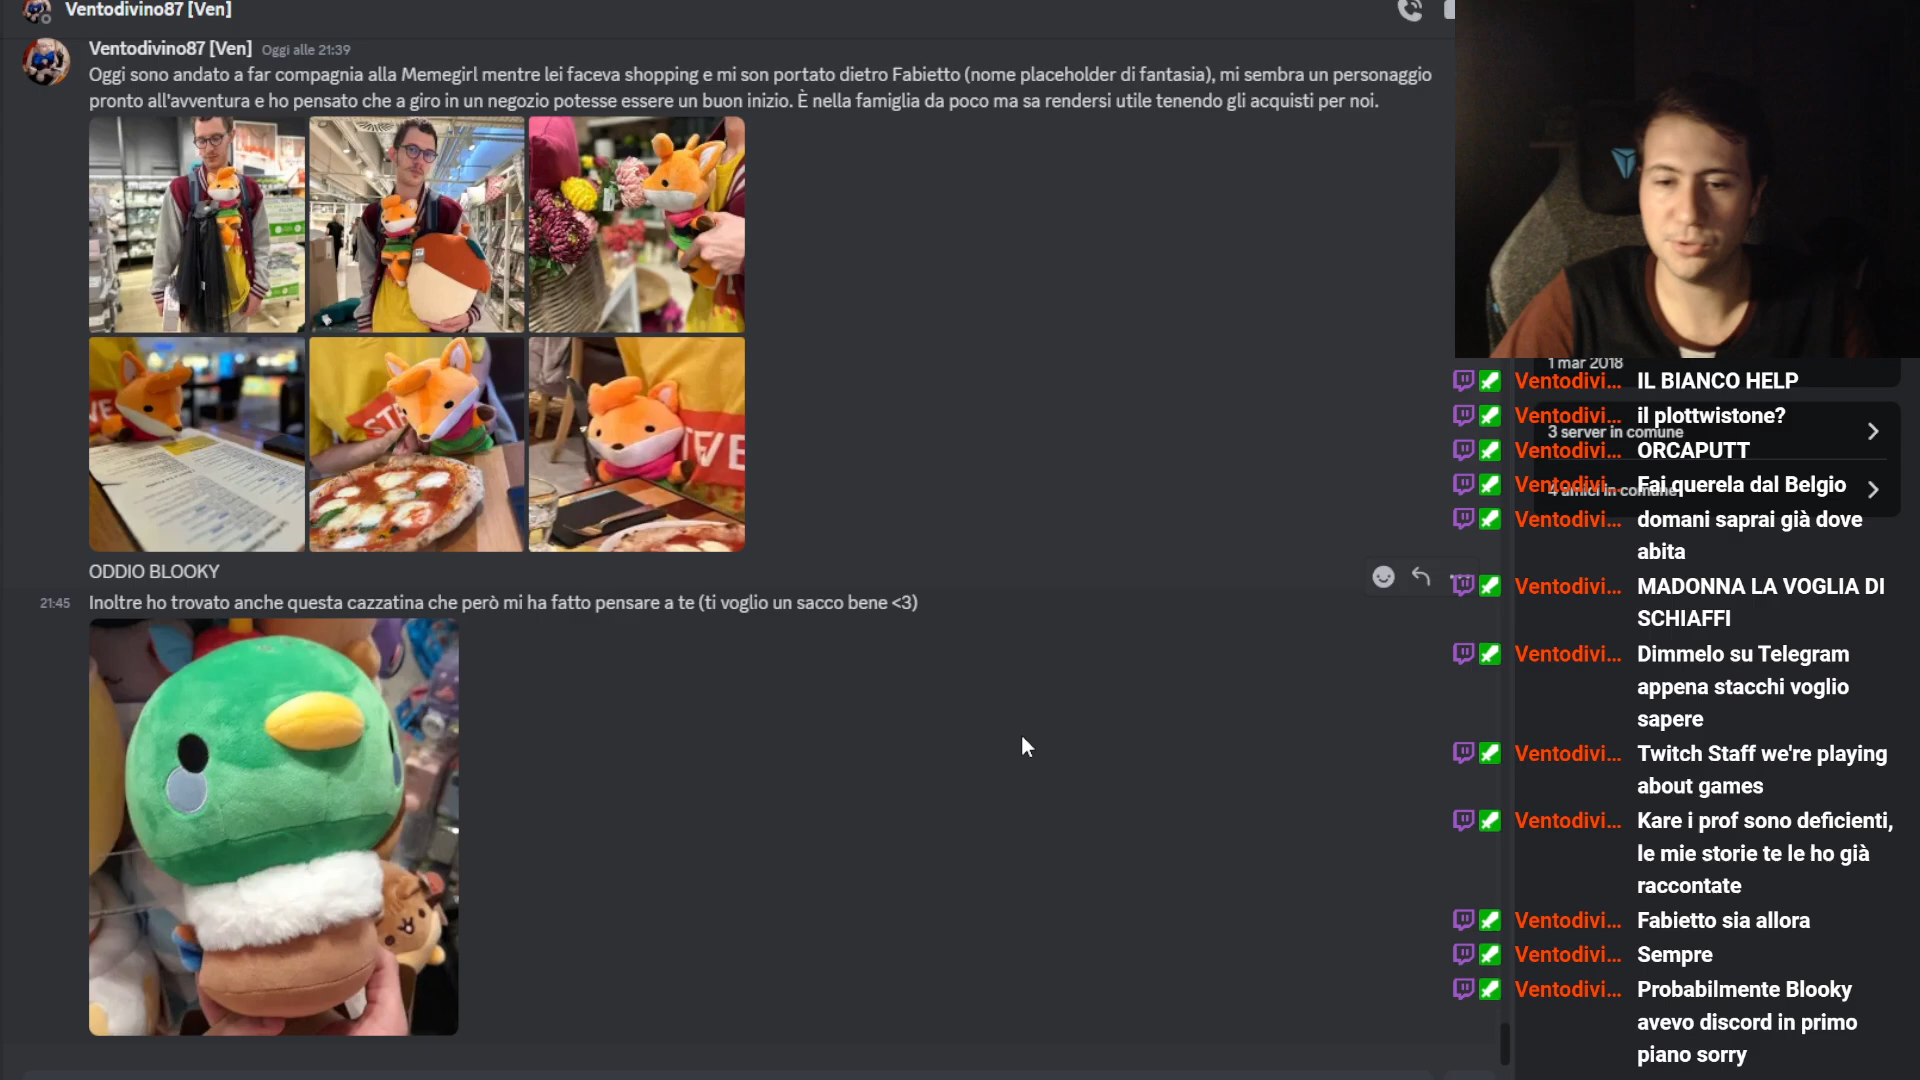 Ventodivino87 [Ven]
Ventodivino87 [Ven] Oggi alle 21:39
Oggi sono andato a far compagnia alla Memegirl mentre lei faceva shopping e mi son portato dietro Fabietto (nome placeholder di fantasia), mi sembra un personaggio
pronto all'avventura e ho pensato che a giro in un negozio potesse essere un buon inizio. È nella famiglia da poco ma sa rendersi utile tenendo gli acquisti per noi.
ODDIO BLOOKY
21:45 Inoltre ho trovato anche questa cazzatina che però mi ha fatto pensare a te (ti voglio un sacco bene <3)
1 mar 2018
3 server in comune
4 amici in comune
Ventodivi... IL BIANCO HELP
Ventodivi... il plottwistone?
Ventodivi... ORCAPUTT
Ventodivi... Fai querela dal Belgio
Ventodivi... domani saprai già dove
abita
Ventodivi... MADONNA LA VOGLIA DI
SCHIAFFI
Ventodivi... Dimmelo su Telegram
appena stacchi voglio
sapere
Ventodivi... Twitch Staff we're playing
about games
Ventodivi... Kare i prof sono deficienti,
le mie storie te le ho già
raccontate
Ventodivi... Fabietto sia allora
Ventodivi... Sempre
Ventodivi... Probabilmente Blooky
avevo discord in primo
piano sorry